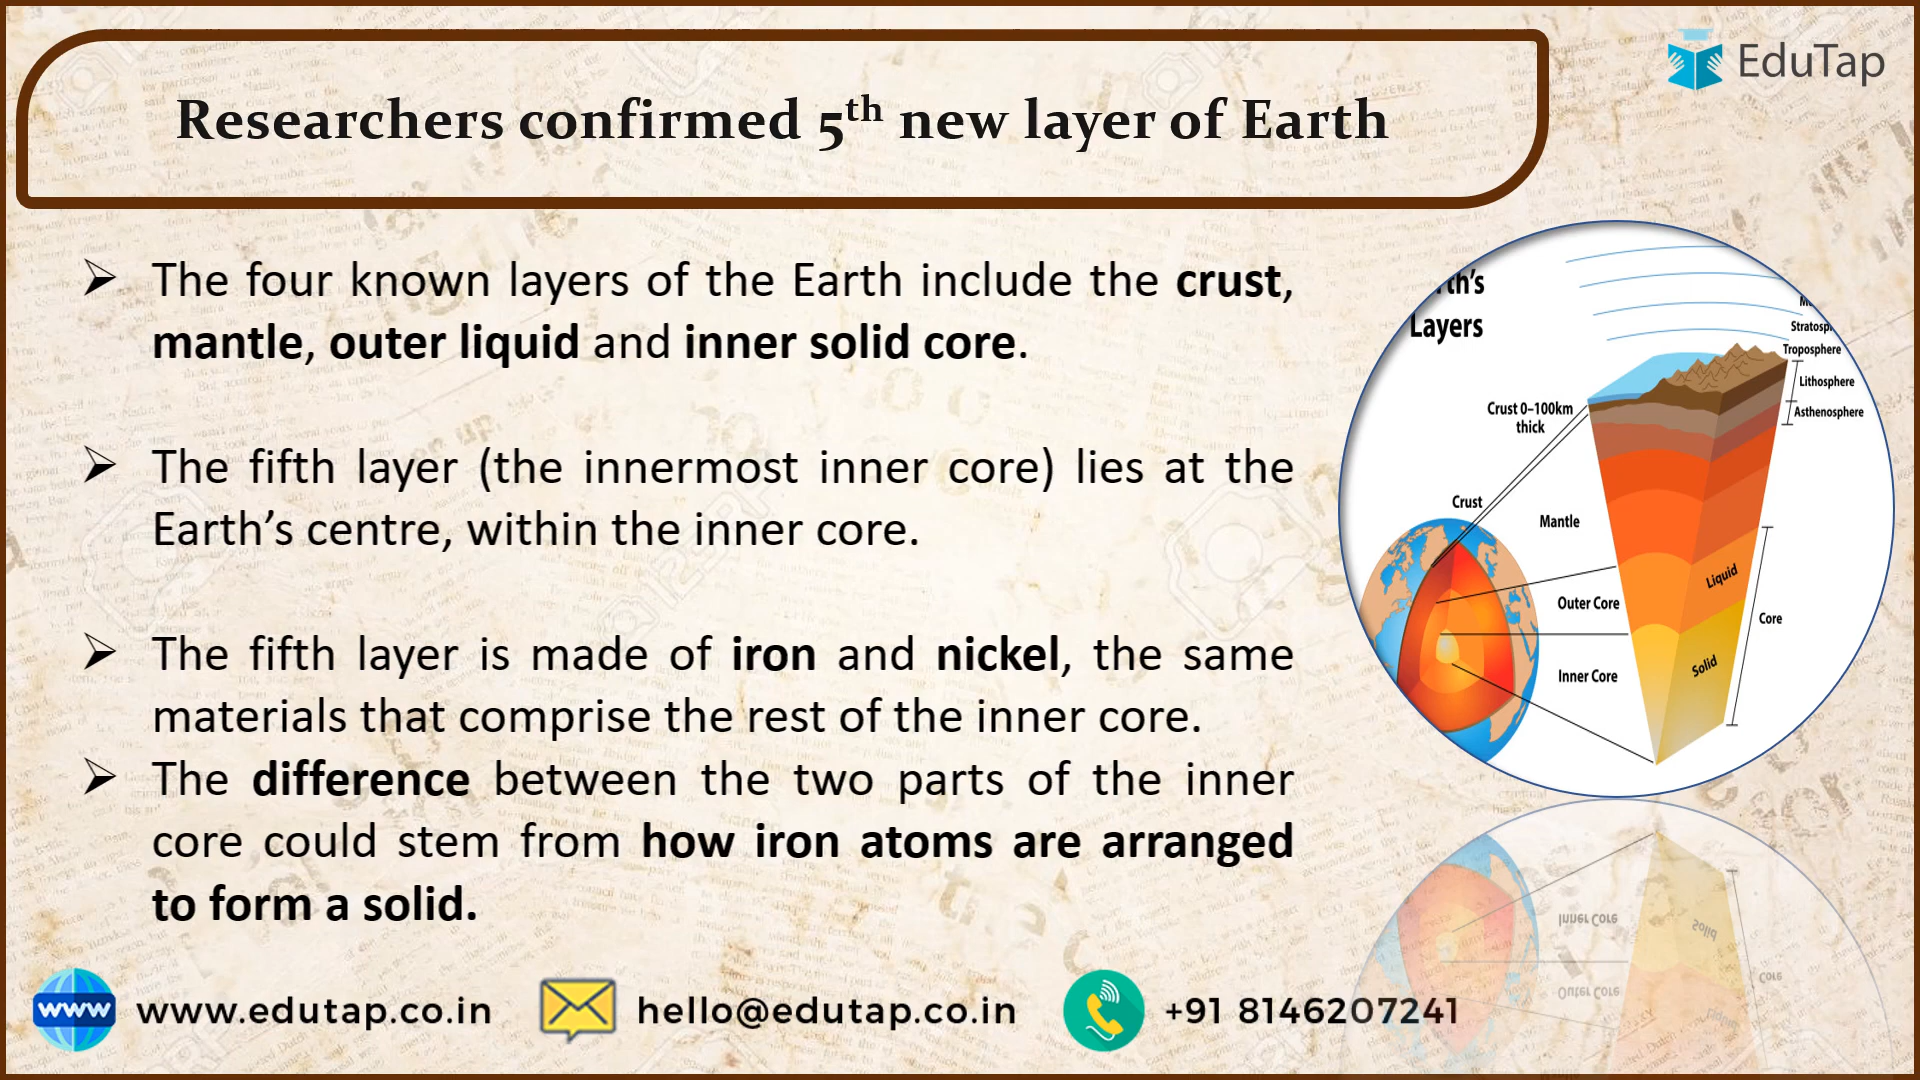 EduTap
Researchers confirmed 5th new layer of Earth
➢ The four known layers of the Earth include the crust,
mantle, outer liquid and inner solid core.
➢ The fifth layer (the innermost inner core) lies at the
Earth’s centre, within the inner core.
➢ The fifth layer is made of iron and nickel, the same
materials that comprise the rest of the inner core.
➢ The difference between the two parts of the inner
core could stem from how iron atoms are arranged
to form a solid.
Layers
Troposphere
Lithosphere
Asthenosphere
Crust 0–100km
thick
Crust
Mantle
Liquid
Outer Core
Core
Solid
Inner Core
www www.edutap.co.in hello@edutap.co.in +91 8146207241